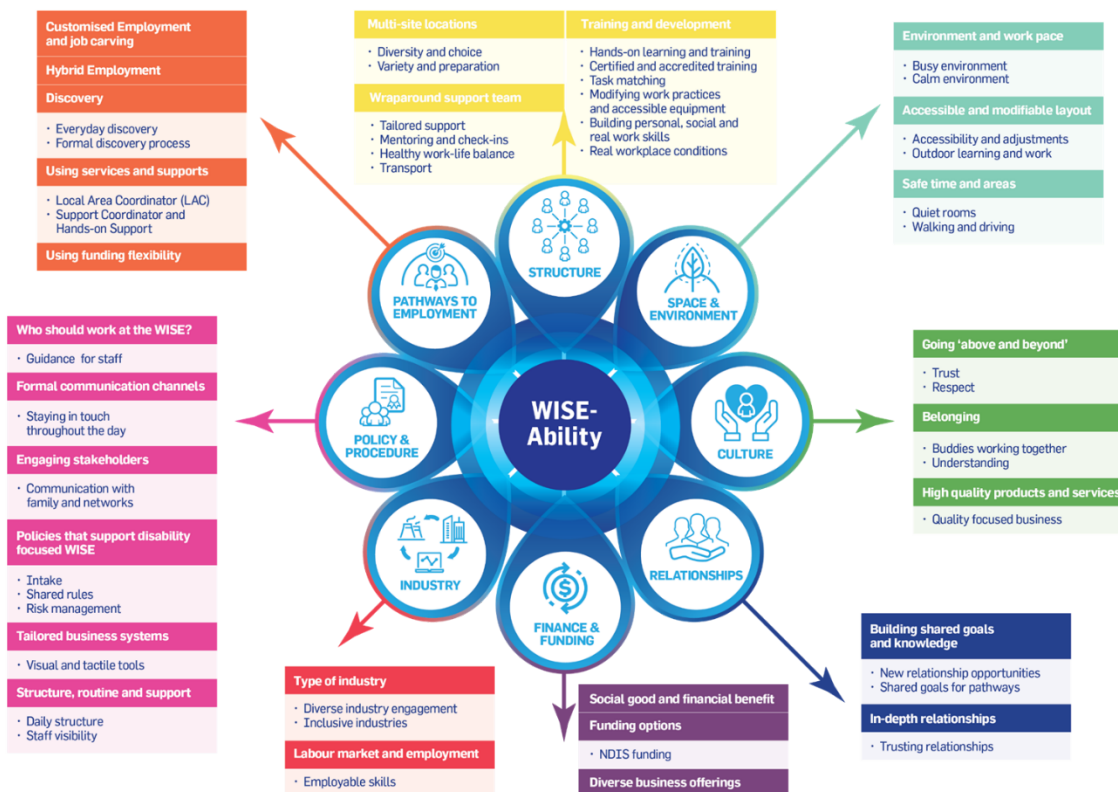 Customised Employment
and job carving
Hybrid Employment
Discovery
· Everyday discovery
· Formal discovery process
Using services and supports
· Local Area Coordinator (LAC)
· Support Coordinator and
Hands-on Support
Using funding flexibility
Multi-site locations
· Diversity and choice
· Variety and preparation
Wraparound support team
· Tailored support
· Mentoring and check-ins
· Healthy work-life balance
· Transport
Training and development
· Hands-on learning and training
· Certified and accredited training
· Task matching
· Modifying work practices
and accessible equipment
· Building personal, social and
real work skills
· Real workplace conditions
Environment and work pace
· Busy environment
· Calm environment
Accessible and modifiable layout
· Accessibility and adjustments
· Outdoor learning and work
Safe time and areas
· Quiet rooms
· Walking and driving
STRUCTURE
PATHWAYS TO
EMPLOYMENT
SPACE &
ENVIRONMENT
WISE-
Ability
POLICY &
PROCEDURE
CULTURE
INDUSTRY
RELATIONSHIPS
FINANCE &
FUNDING
Who should work at the WISE?
· Guidance for staff
Formal communication channels
· Staying in touch
throughout the day
Engaging stakeholders
· Communication with
family and networks
Policies that support disability
focused WISE
· Intake
· Shared rules
· Risk management
Tailored business systems
· Visual and tactile tools
Structure, routine and support
· Daily structure
· Staff visibility
Going ‘above and beyond’
· Trust
· Respect
Belonging
· Buddies working together
· Understanding
High quality products and services
· Quality focused business
Type of industry
· Diverse industry engagement
· Inclusive industries
Labour market and employment
· Employable skills
Social good and financial benefit
Funding options
· NDIS funding
Diverse business offerings
Building shared goals
and knowledge
· New relationship opportunities
· Shared goals for pathways
In-depth relationships
· Trusting relationships